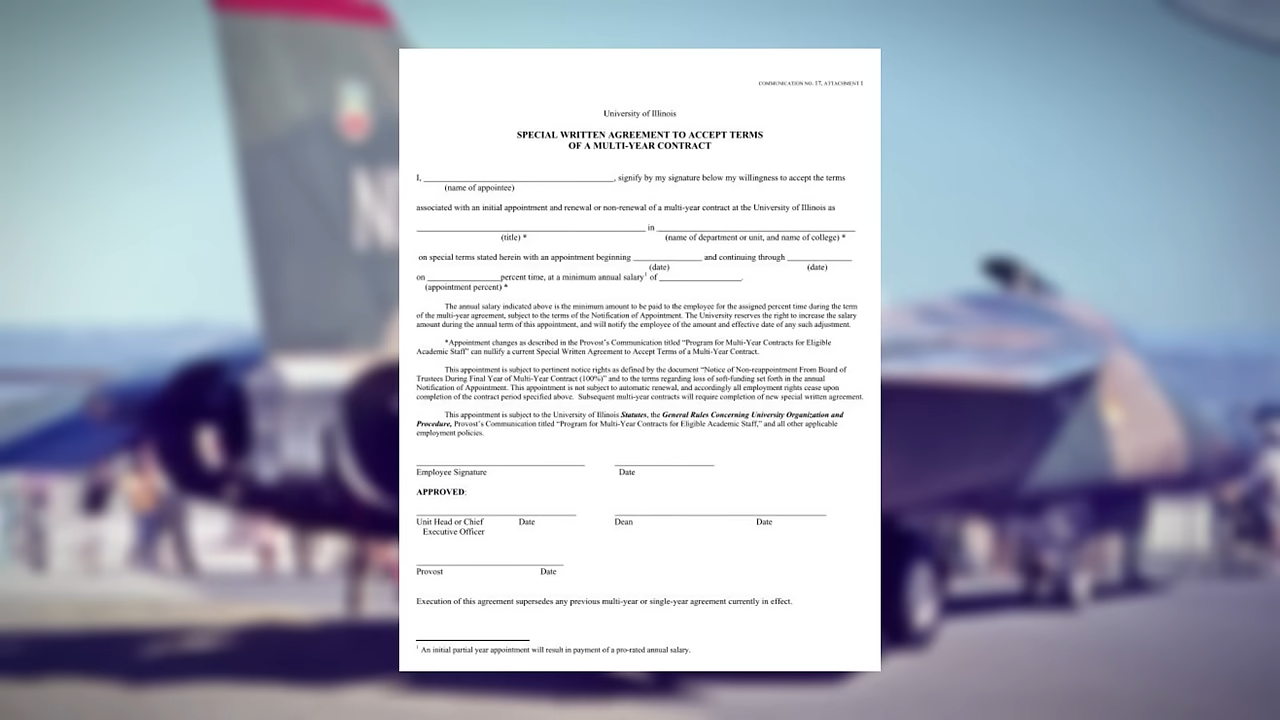 COMMUNICATION NO. 17, ATTACHMENT 1
University of Illinois
SPECIAL WRITTEN AGREEMENT TO ACCEPT TERMS
OF A MULTI-YEAR CONTRACT
I, ____________________, signify by my signature below my willingness to accept the terms
(name of appointee)
associated with an initial appointment and renewal or non-renewal of a multi-year contract at the University of Illinois as
____________________ in ____________________
(title) * (name of department or unit, and name of college) *
on special terms stated herein with an appointment beginning __________ and continuing through __________
(date) (date)
on __________percent time, at a minimum annual salary¹ of __________.
(appointment percent) *
The annual salary indicated above is the minimum amount to be paid to the employee for the assigned percent time during the term
of the multi-year agreement, subject to the terms of the Notification of Appointment. The University reserves the right to increase the salary
amount during the annual term of this appointment, and will notify the employee of the amount and effective date of any such adjustment.
*Appointment changes as described in the Provost's Communication titled "Program for Multi-Year Contracts for Eligible
Academic Staff" can nullify a current Special Written Agreement to Accept Terms of a Multi-Year Contract.
This appointment is subject to pertinent notice rights as defined by the document "Notice of Non-reappointment From Board of
Trustees During Final Year of Multi-Year Contract (100%)" and to the terms regarding loss of soft-funding set forth in the annual
Notification of Appointment. This appointment is not subject to automatic renewal, and accordingly all employment rights cease upon
completion of the contract period specified above. Subsequent multi-year contracts will require completion of new special written agreement.
This appointment is subject to the University of Illinois Statutes, the General Rules Concerning University Organization and
Procedure, Provost's Communication titled "Program for Multi-Year Contracts for Eligible Academic Staff," and all other applicable
employment policies.
Employee Signature Date
APPROVED:
Unit Head or Chief Date Dean Date
Executive Officer
Provost Date
Execution of this agreement supersedes any previous multi-year or single-year agreement currently in effect.
¹ An initial partial year appointment will result in payment of a pro-rated annual salary.